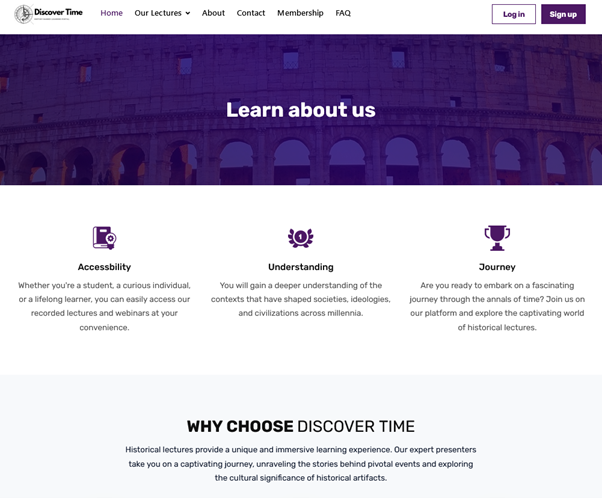 Discover Time
Home Our Lectures About Contact Membership FAQ Log in Sign up
Learn about us
Accessbility
Whether you're a student, a curious individual,
or a lifelong learner, you can easily access our
recorded lectures and webinars at your
convenience.
Understanding
You will gain a deeper understanding of the
contexts that have shaped societies, ideologies,
and civilizations across millennia.
Journey
Are you ready to embark on a fascinating
journey through the annals of time? Join us on
our platform and explore the captivating world
of historical lectures.
WHY CHOOSE DISCOVER TIME
Historical lectures provide a unique and immersive learning experience. Our expert presenters
take you on a captivating journey, unraveling the stories behind pivotal events and exploring
the cultural significance of historical artifacts.